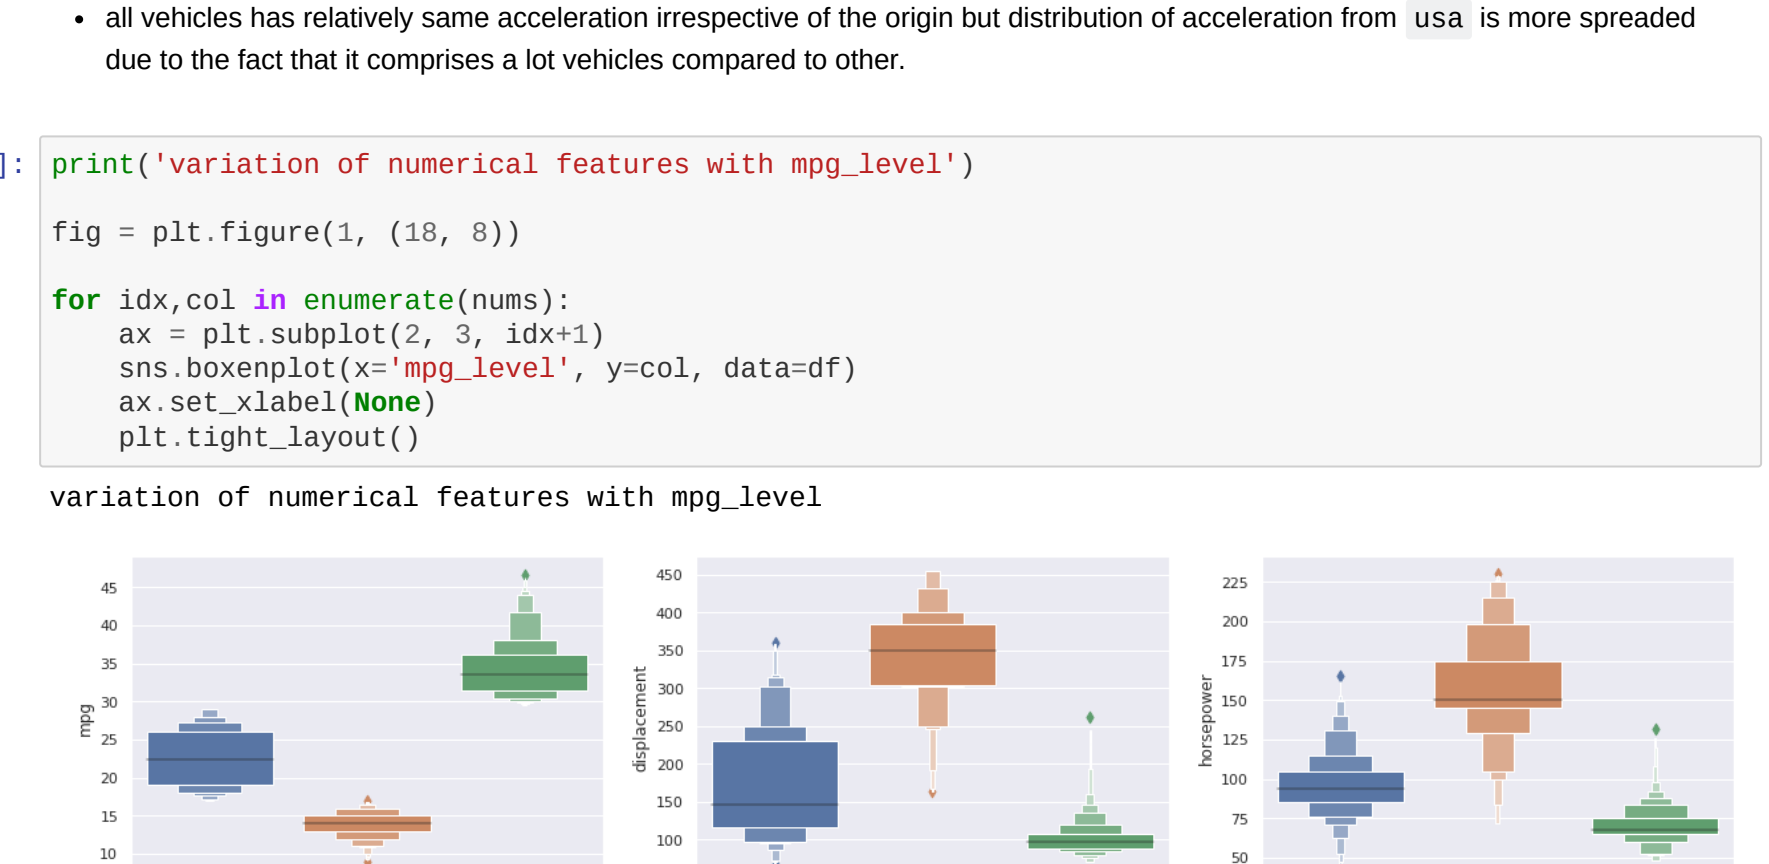 all vehicles has relatively same acceleration irrespective of the origin but distribution of acceleration from usa is more spreaded
due to the fact that it comprises a lot vehicles compared to other.
]: print('variation of numerical features with mpg_level')
fig = plt.figure(1, (18, 8))
for idx,col in enumerate(nums):
    ax = plt.subplot(2, 3, idx+1)
    sns.boxenplot(x='mpg_level', y=col, data=df)
    ax.set_xlabel(None)
    plt.tight_layout()
variation of numerical features with mpg_level
45
40
35
30
25
20
15
10
mpg
450
400
350
300
250
200
150
100
displacement
225
200
175
150
125
100
75
50
horsepower